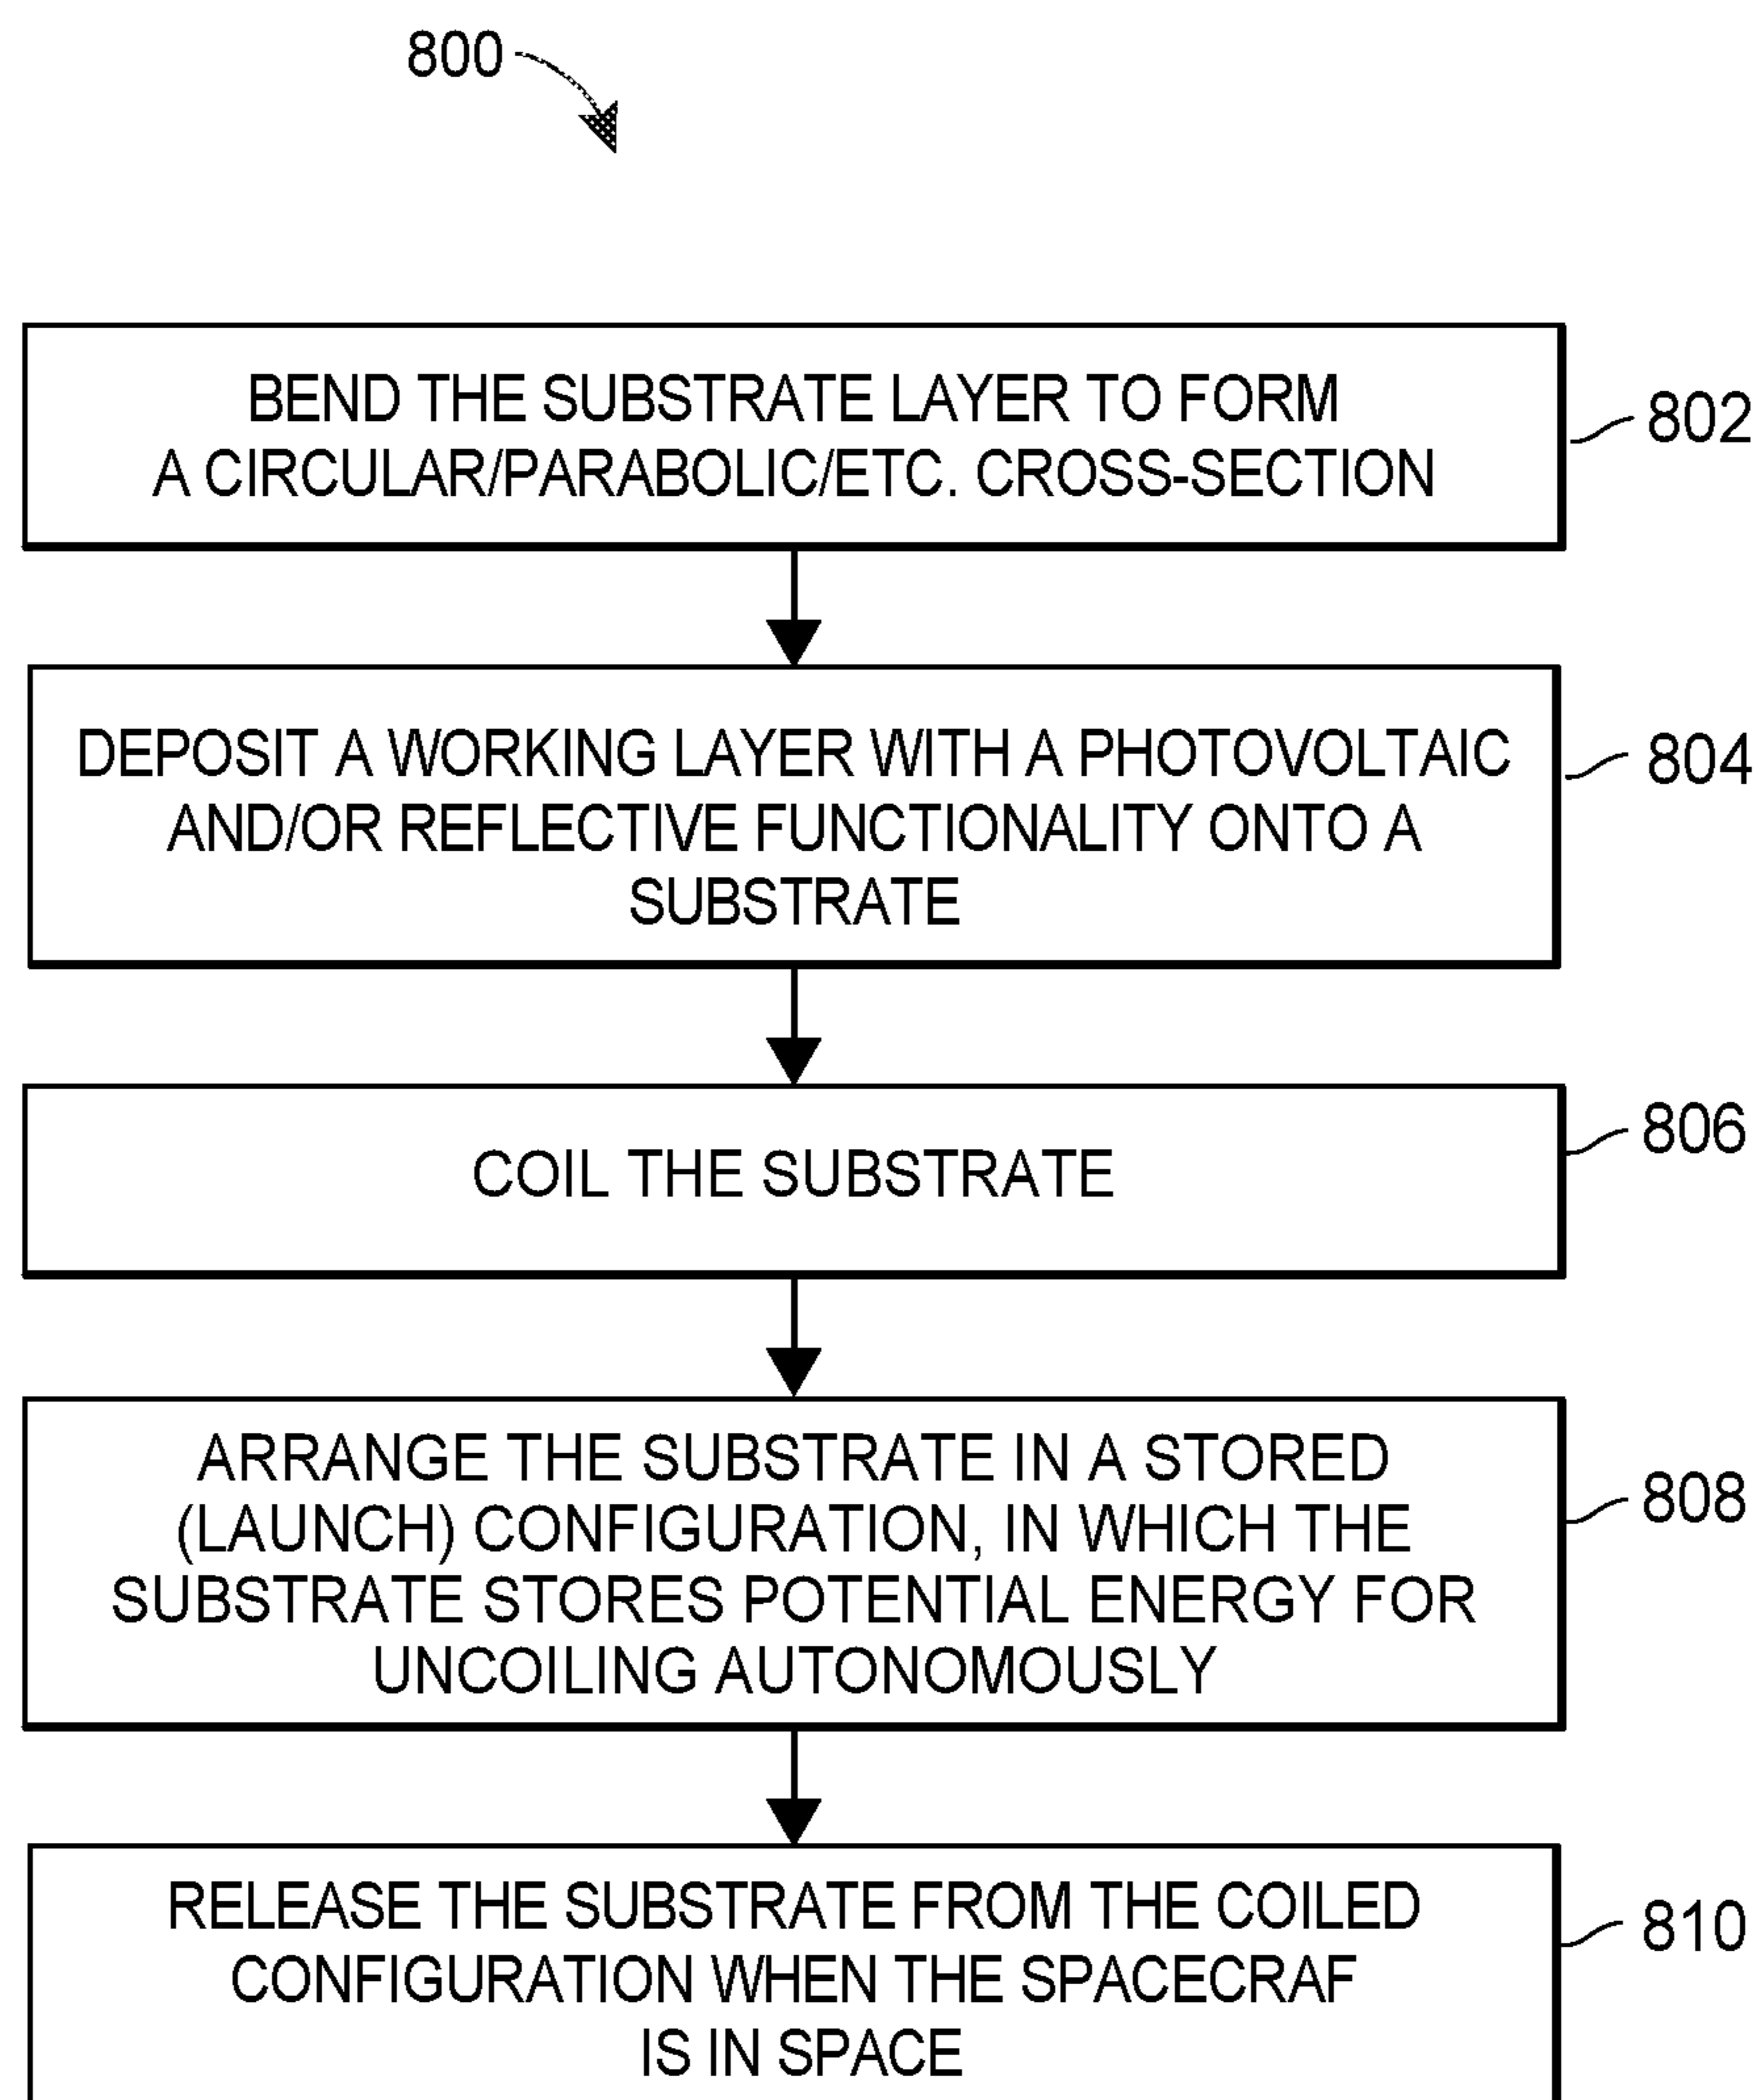 800
BEND THE SUBSTRATE LAYER TO FORM
A CIRCULAR/PARABOLIC/ETC. CROSS-SECTION
802
DEPOSIT A WORKING LAYER WITH A PHOTOVOLTAIC
AND/OR REFLECTIVE FUNCTIONALITY ONTO A
SUBSTRATE
804
COIL THE SUBSTRATE
806
ARRANGE THE SUBSTRATE IN A STORED
(LAUNCH) CONFIGURATION, IN WHICH THE
SUBSTRATE STORES POTENTIAL ENERGY FOR
UNCOILING AUTONOMOUSLY
808
RELEASE THE SUBSTRATE FROM THE COILED
CONFIGURATION WHEN THE SPACECRAF
IS IN SPACE
810